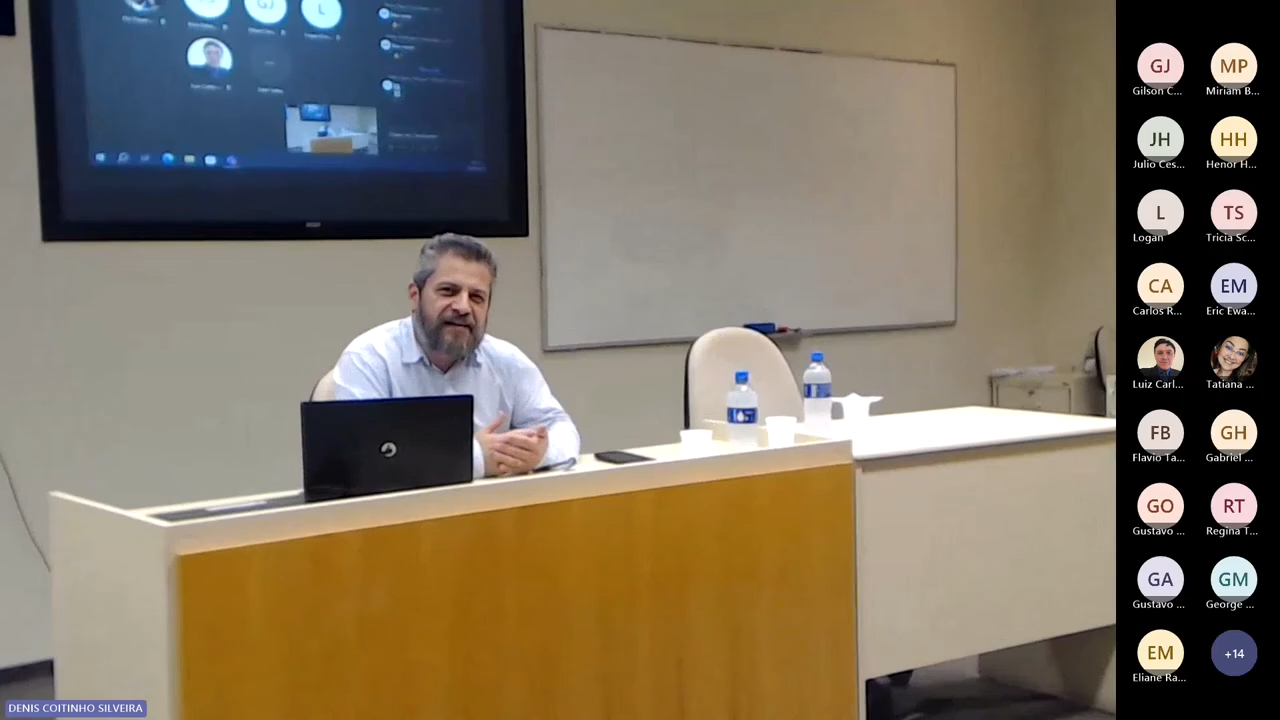 GJ
Gilson C...
MP
Miriam B...
JH
Julio Ces...
HH
Henor H...
L
Logan
TS
Tricia Sc...
CA
Carlos R...
EM
Eric Ewa...
Luiz Carl...
Tatiana ...
FB
Flavio Ta...
GH
Gabriel ...
GO
Gustavo ...
RT
Regina T...
GA
Gustavo ...
GM
George ...
EM
Eliane Ra...
+14
GJ
L
DENIS COITINHO SILVEIRA